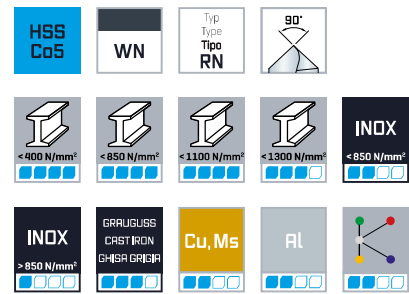 HSS
Co5
WN
Typ
Type
Tipo
RN
90°
<400 N/mm²
<850 N/mm²
<1100 N/mm²
<1300 N/mm²
INOX
<850 N/mm²
INOX
>850 N/mm²
GRAUGUSS
CAST IRON
GHISA GRIGIA
Cu, Ms
Al